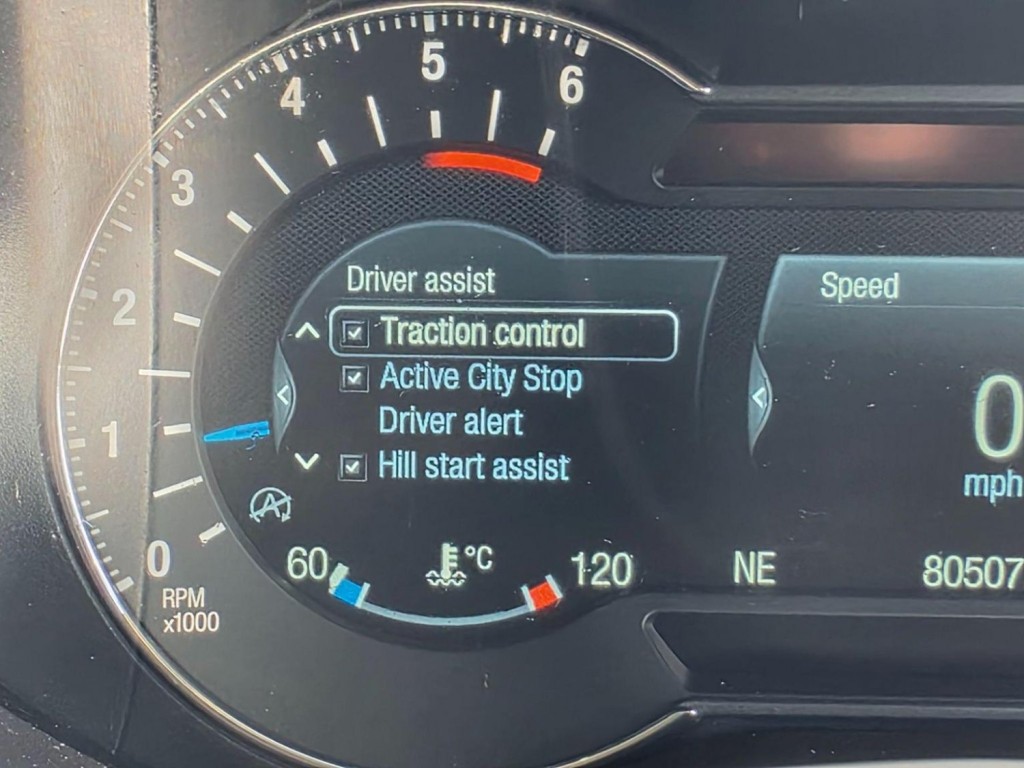 5
4
6
3
2
1
0
RPM
x1000
Driver assist
Traction control
Active City Stop
Driver alert
Hill start assist
60
°C
120
Speed
0
mph
NE
80507